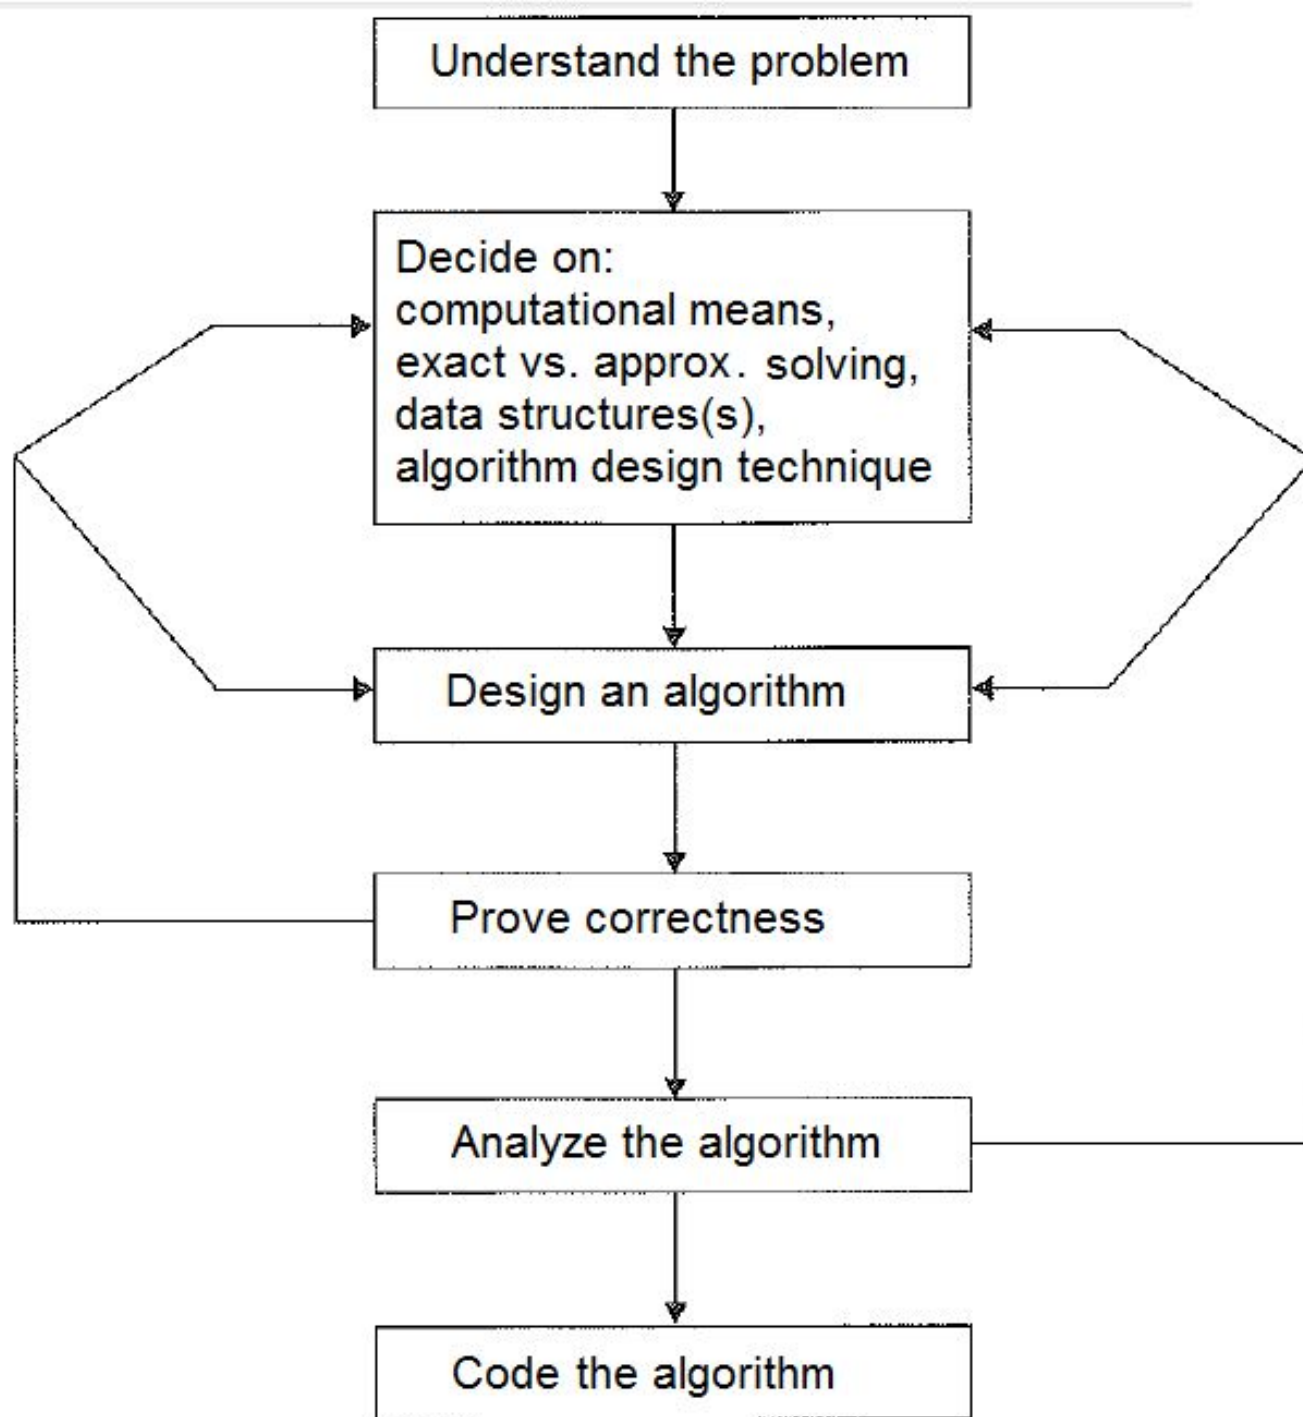 Understand the problem
Decide on:
computational means,
exact vs. approx. solving,
data structures(s),
algorithm design technique
Design an algorithm
Prove correctness
Analyze the algorithm
Code the algorithm